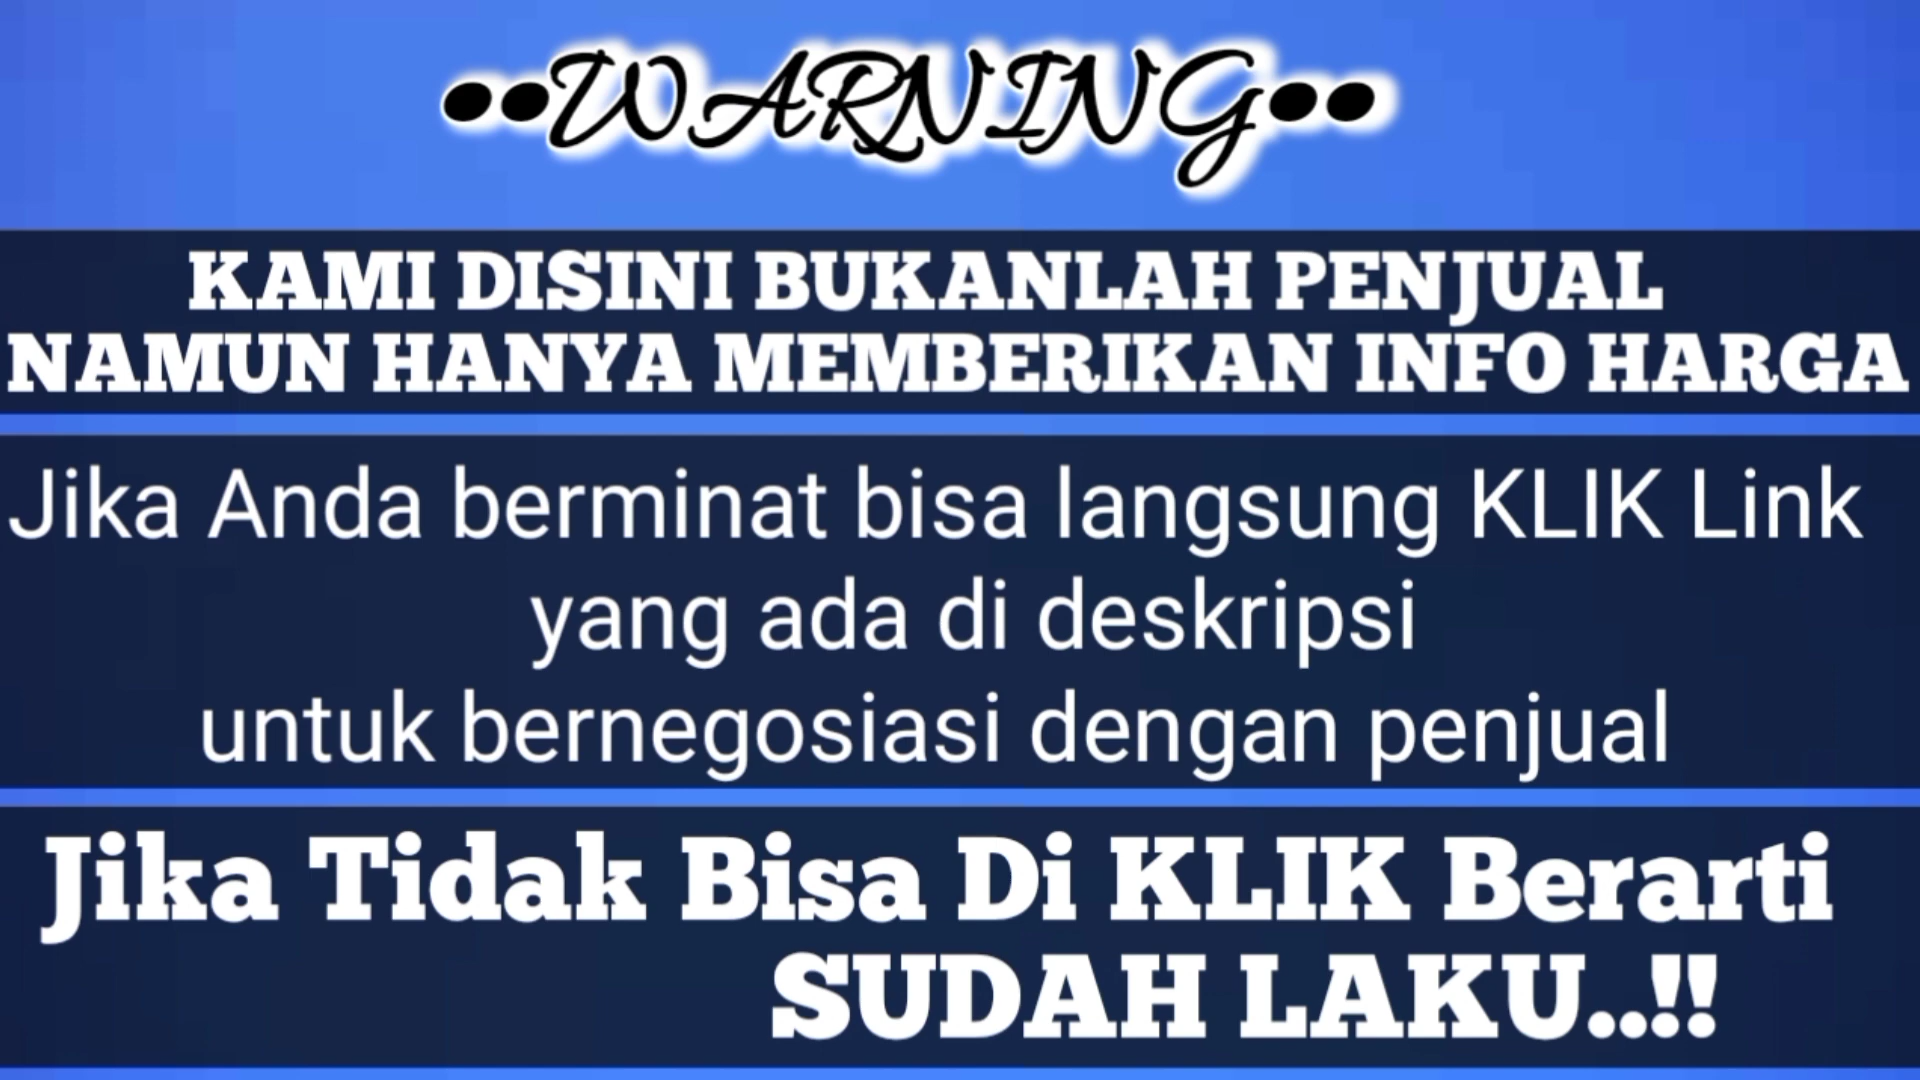 ••WARNING••
KAMI DISINI BUKANLAH PENJUAL
NAMUN HANYA MEMBERIKAN INFO HARGA
Jika Anda berminat bisa langsung KLIK Link
yang ada di deskripsi
untuk bernegosiasi dengan penjual
Jika Tidak Bisa Di KLIK Berarti
SUDAH LAKU..!!